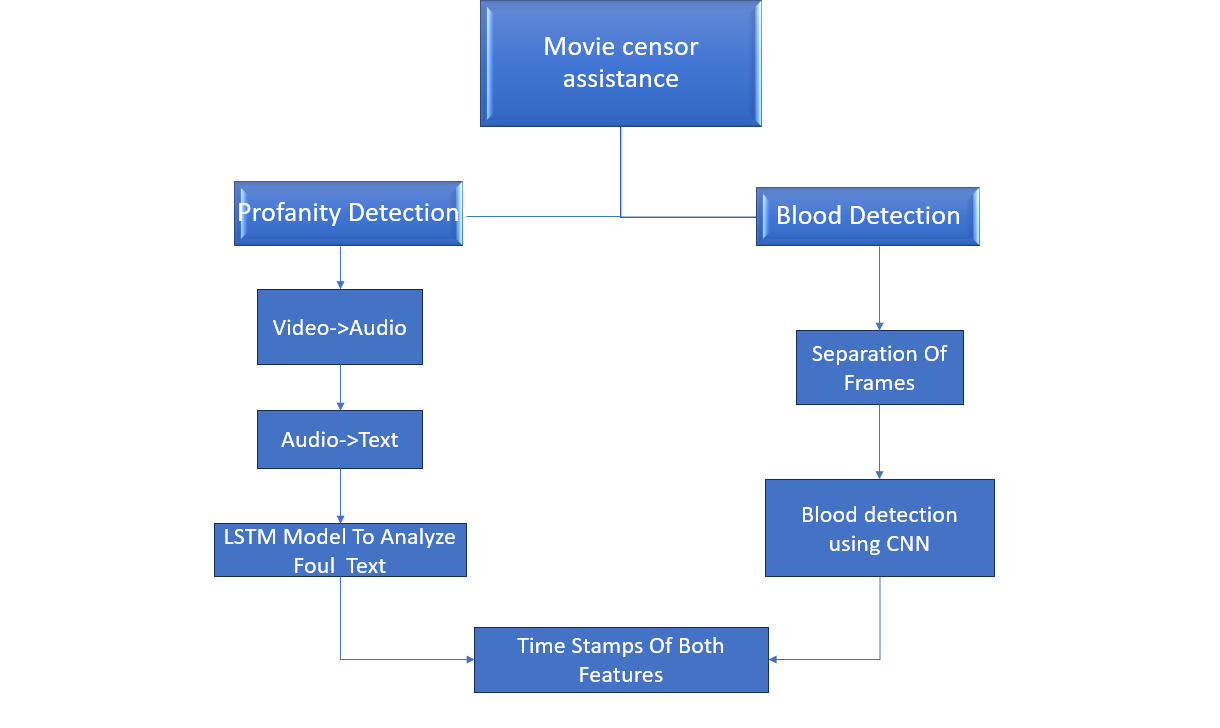 Movie censor
assistance
Profanity Detection
Blood Detection
Video->Audio
Separation Of
Frames
Audio->Text
LSTM Model To Analyze
Foul  Text
Blood detection
using CNN
Time Stamps Of Both
Features